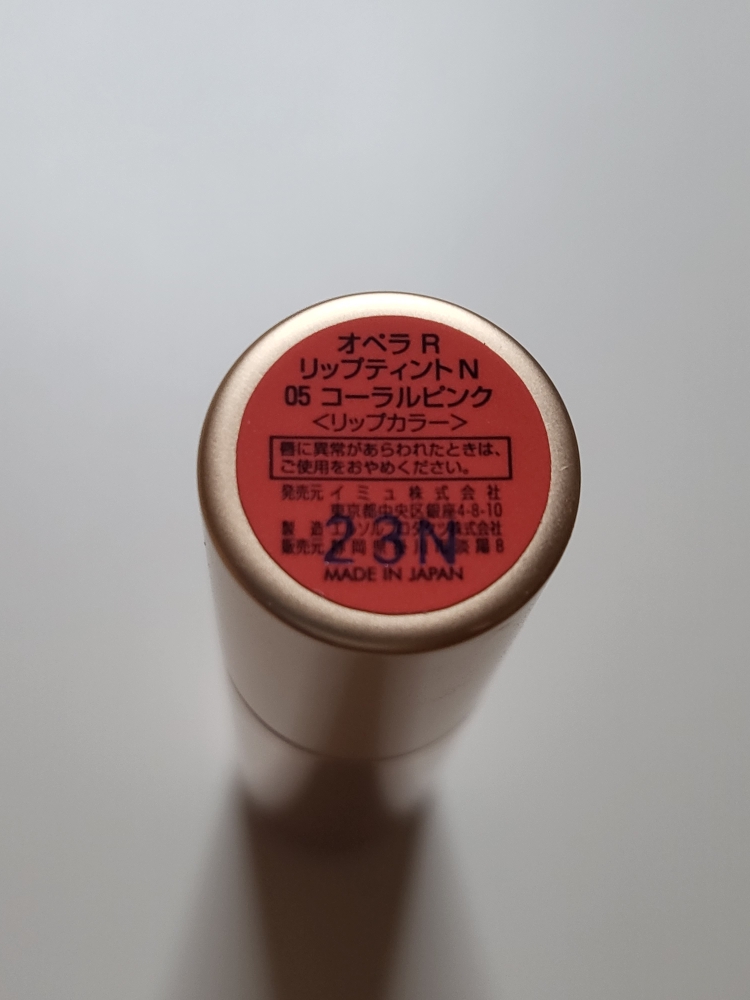 オペラ R
リップティント N
05 コーラルピンク
<リップカラー>
唇に異常があらわれたときは、
ご使用をおやめください。
発売元 イミュ株式会社
東京都中央区銀座4-8-10
製造
販売元
株式会社
8
23N
MADE IN JAPAN